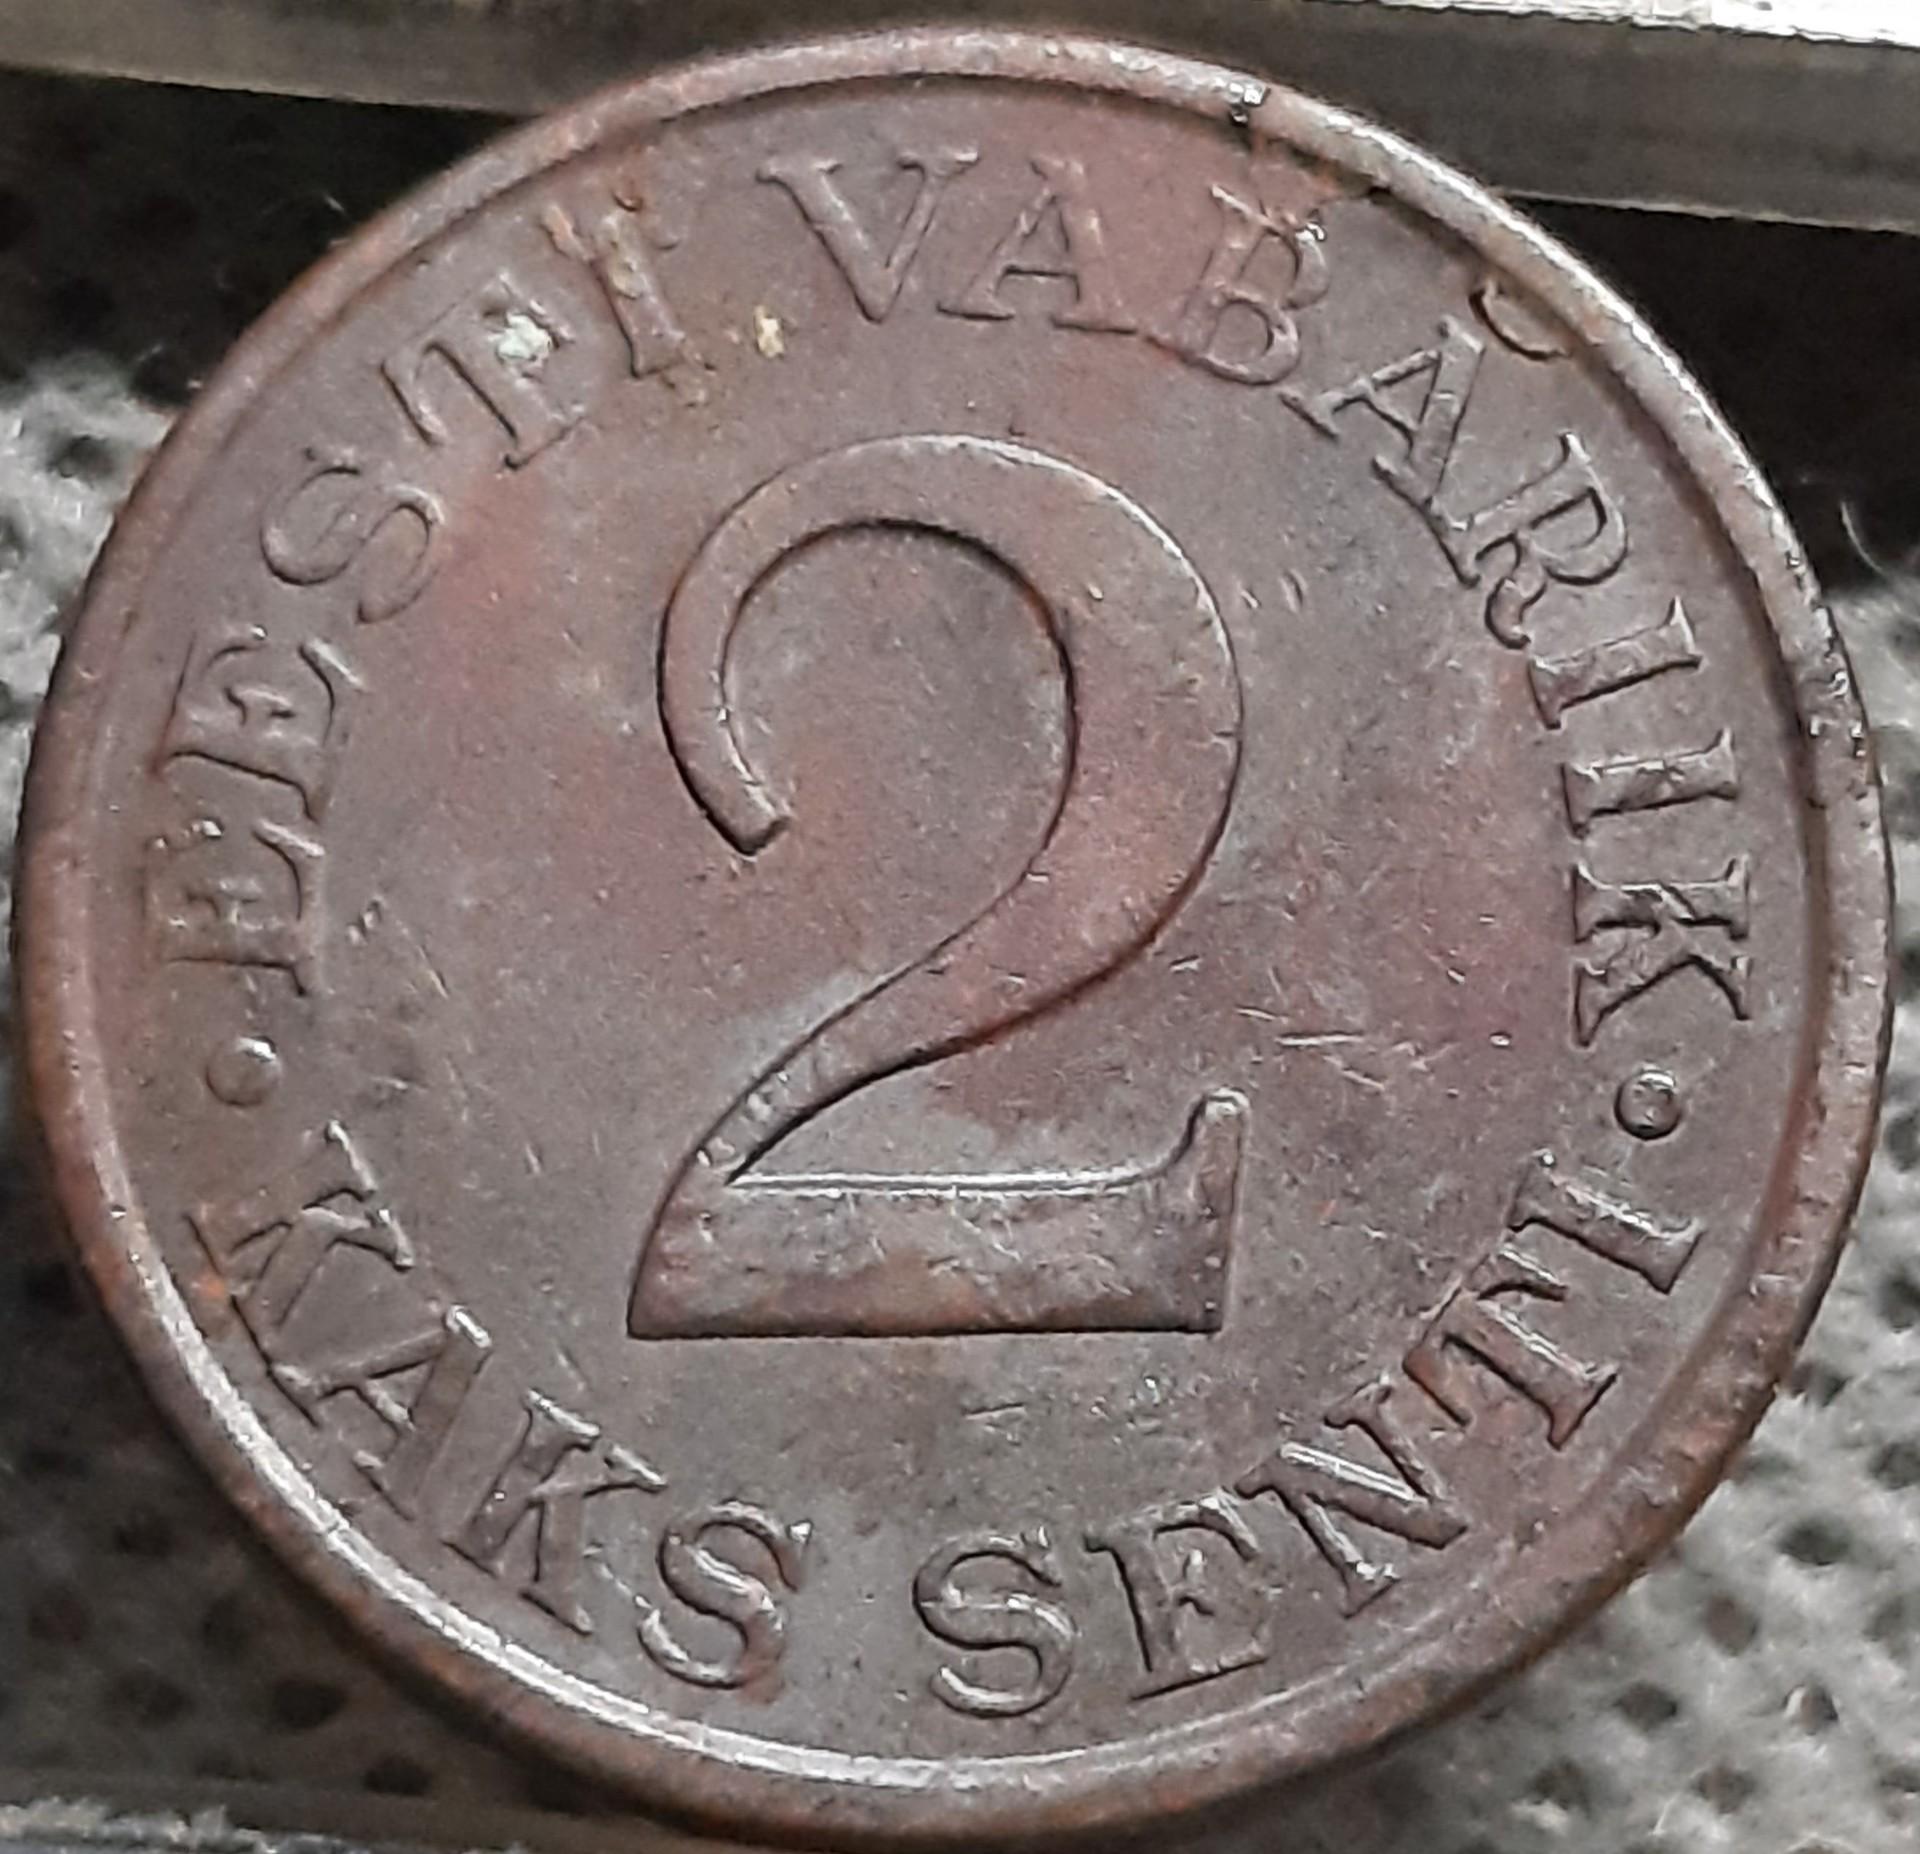 EESTI VABARIIK
2
• KAKS SENTI •